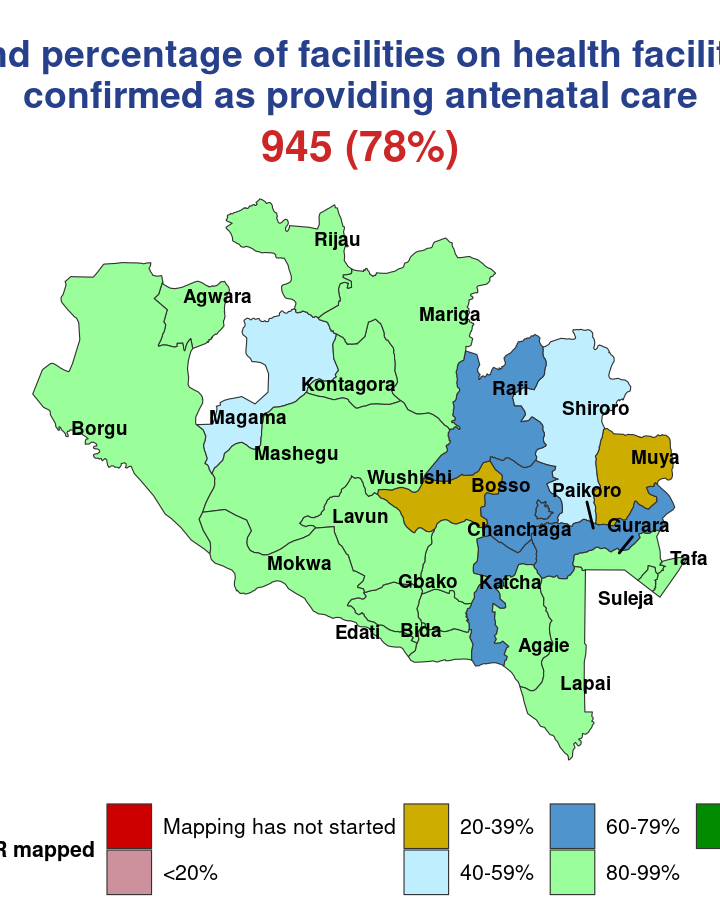 percentage of facilities on health
confirmed as providing antenatal care
945 (78%)
Rijau
Agwara
Mariga
Kontagora
Rafi
Magama
Shiroro
Borgu
Mashegu
Muya
Wushishi
Bosso
Paikoro
Lavun
Chanchaga
Gurara
Mokwa
Tafa
Gbako
Katcha
Suleja
Edati
Bida
Agaie
Lapai
mapped
Mapping has not started
20-39%
60-79%
<20%
40-59%
80-99%